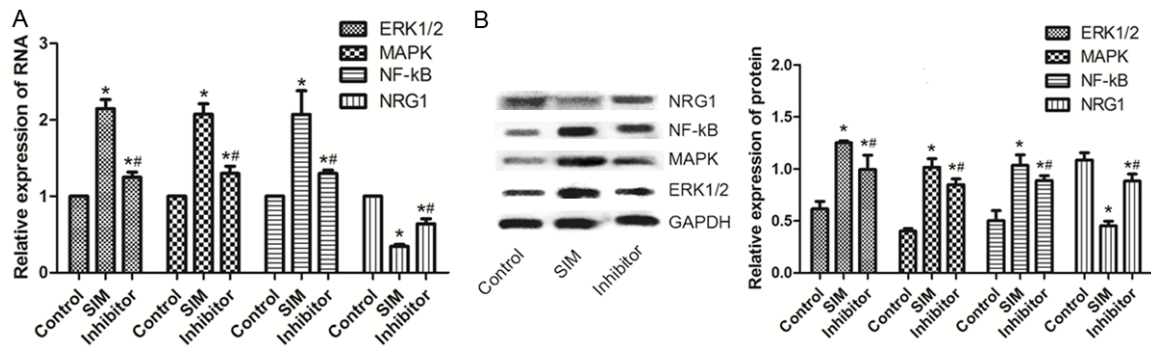 A
Relative expression of RNA
3
2
1
0
ERK1/2
MAPK
NF-kB
NRG1
*
*#
*
*#
*
*#
*
*#
Control
SIM
Inhibitor
Control
SIM
Inhibitor
Control
SIM
Inhibitor
Control
SIM
Inhibitor
B
NRG1
NF-kB
MAPK
ERK1/2
GAPDH
Control
SIM
Inhibitor
Relative expression of protein
2.0
1.5
1.0
0.5
0.0
ERK1/2
MAPK
NF-kB
NRG1
*
*#
*
*#
*
*#
*
*#
Control
SIM
Inhibitor
Control
SIM
Inhibitor
Control
SIM
Inhibitor
Control
SIM
Inhibitor